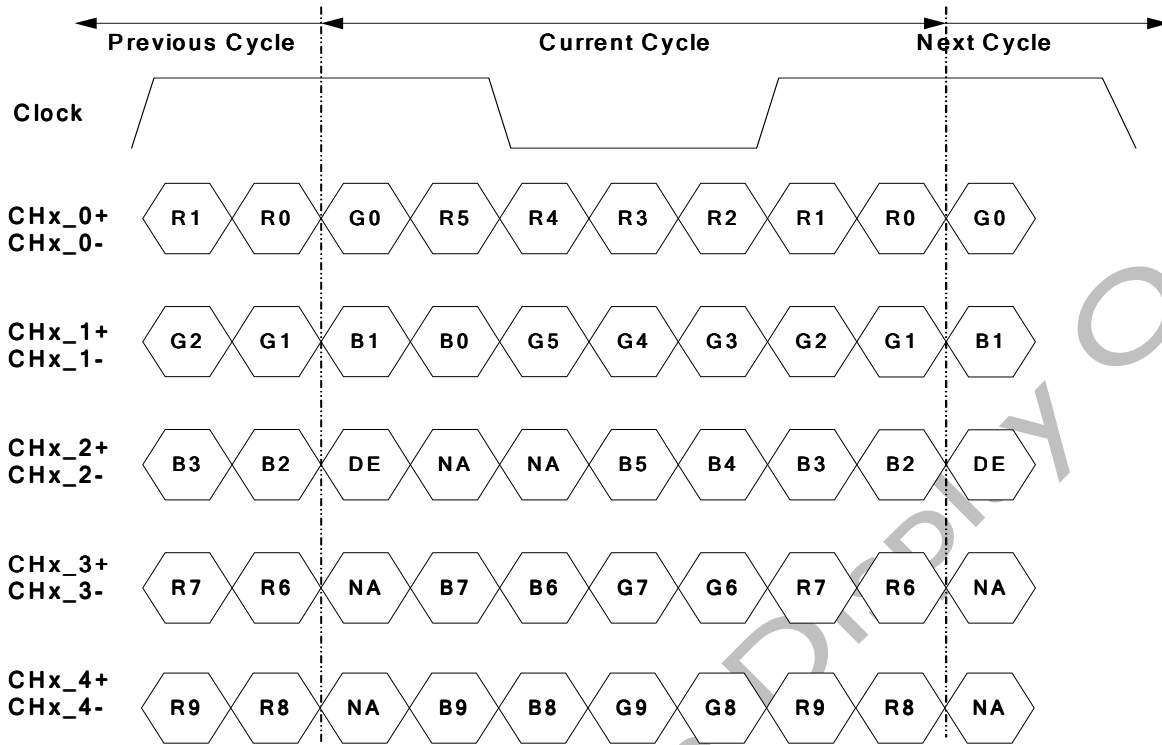 Previous Cycle Current Cycle Next Cycle
Clock
CHx_0+ R1 R0 G0 R5 R4 R3 R2 R1 R0 G0
CHx_0-
CHx_1+ G2 G1 B1 B0 G5 G4 G3 G2 G1 B1
CHx_1-
CHx_2+ B3 B2 DE NA NA B5 B4 B3 B2 DE
CHx_2-
CHx_3+ R7 R6 NA B7 B6 G7 G6 R7 R6 NA
CHx_3-
CHx_4+ R9 R8 NA B9 B8 G9 G8 R9 R8 NA
CHx_4-